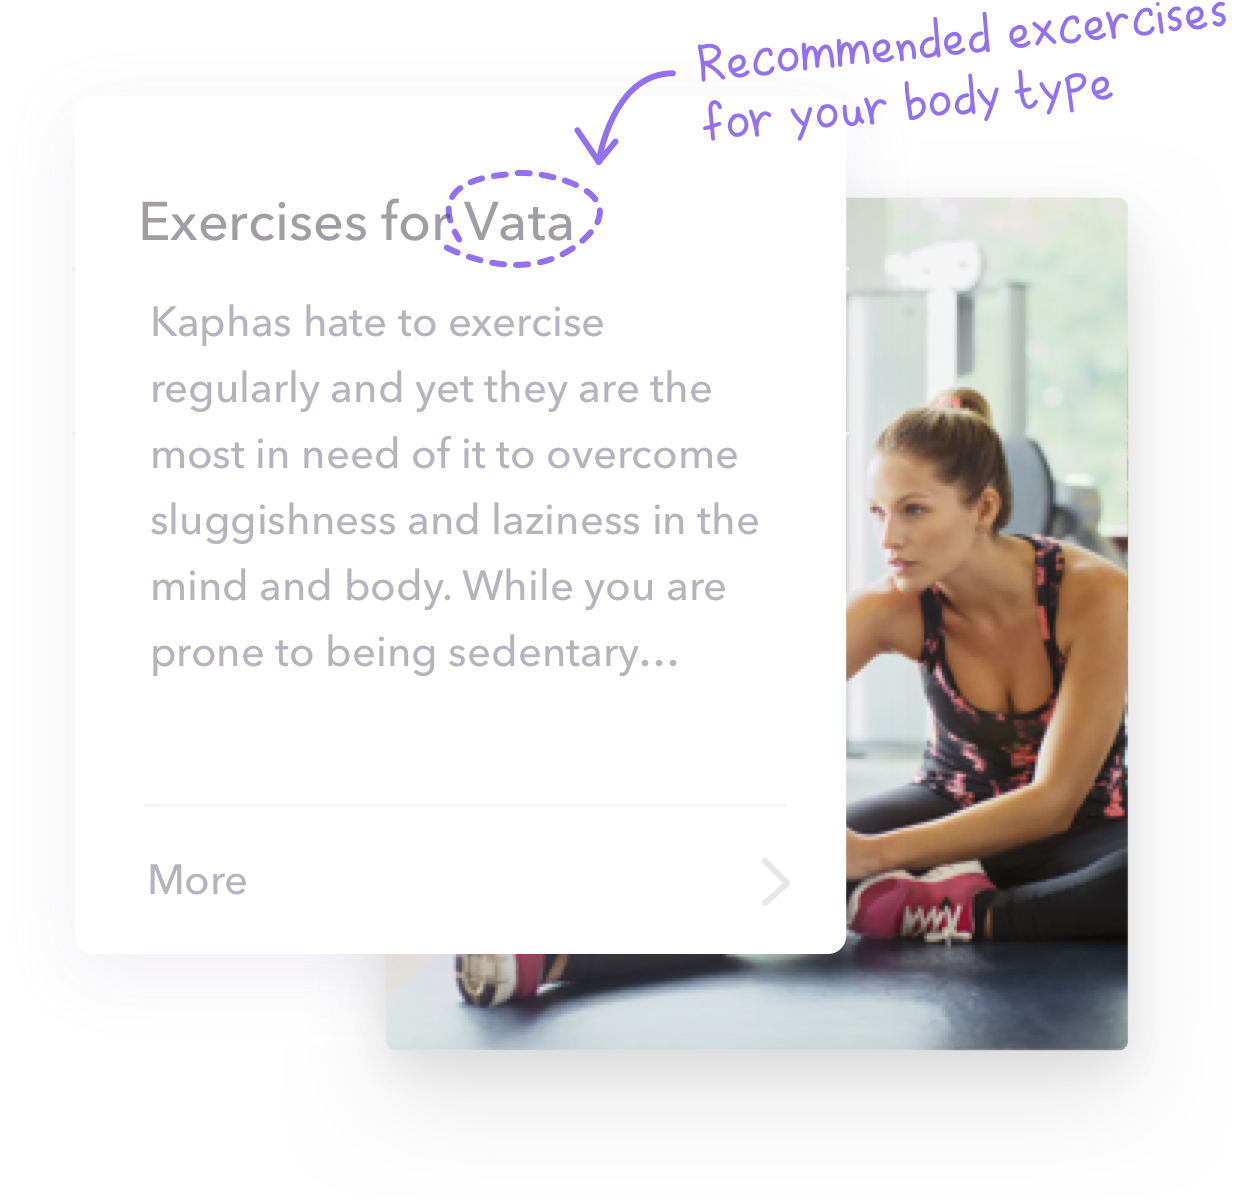 Recommended excercises
for your body type
Exercises for Vata
Kaphas hate to exercise
regularly and yet they are the
most in need of it to overcome
sluggishness and laziness in the
mind and body. While you are
prone to being sedentary...
More